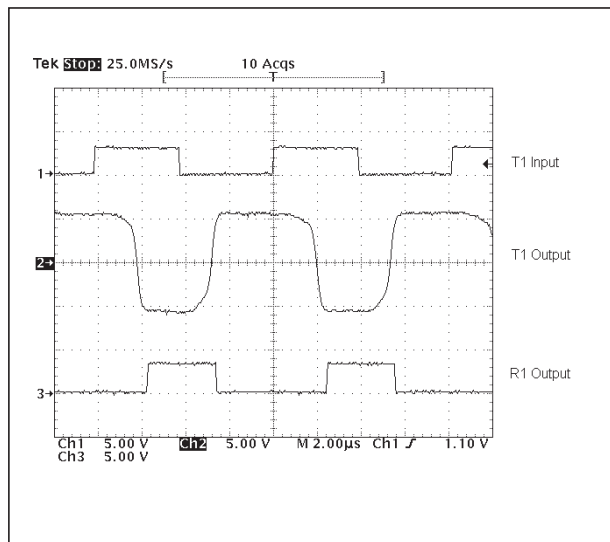 Tek Stop: 25.0MS/s 10 Acqs
T
1→ T1 Input
2→ T1 Output
3→ R1 Output
Ch1 5.00 V Ch2 5.00 V M 2.00µs Ch1 ƒ 1.10 V
Ch3 5.00 V